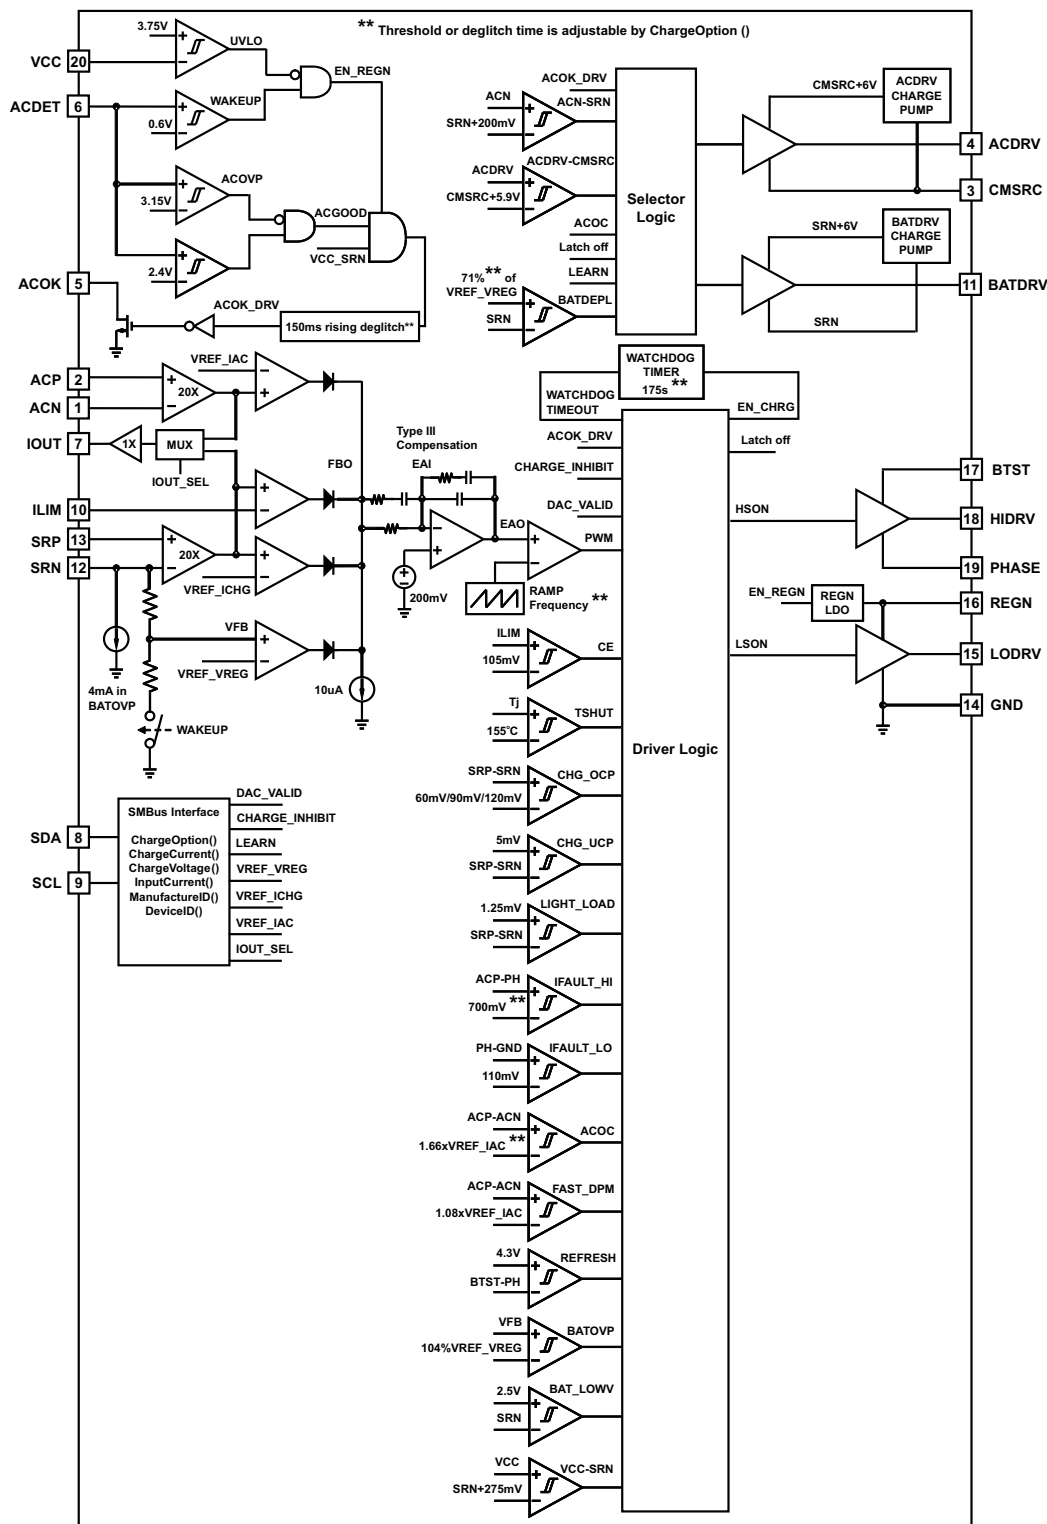 ** Threshold or deglitch time is adjustable by ChargeOption ()
3.75V
+
UVLO
VCC 20
−
EN_REGN
ACDET 6
+
WAKEUP
0.6V
−
ACOVP
+
3.15V
−
ACGOOD
VCC_SRN
+
2.4V
−
ACOK 5
ACOK_DRV
150ms rising deglitch**
ACOK_DRV
ACN
+
ACN-SRN
SRN+200mV
−
ACDRV-CMSRC
ACDRV
+
CMSRC+5.9V
−
ACOC
Latch off
LEARN
71%** of
VREF_VREG
+
BATDEPL
SRN
−
Selector
Logic
CMSRC+6V
ACDRV
CHARGE
PUMP
4 ACDRV
3 CMSRC
SRN+6V
BATDRV
CHARGE
PUMP
11 BATDRV
SRN
ACP 2
+
20X
ACN 1
−
VREF_IAC
−
+
IOUT 7
1X
MUX
IOUT_SEL
ILIM 10
+
−
FBO
SRP 13
+
20X
SRN 12
−
+
−
VREF_ICHG
VFB
+
−
VREF_VREG
4mA in
BATOVP
WAKEUP
10uA
Type III
Compensation
EAI
−
+
200mV
+
−
EAO
+
−
PWM
RAMP
Frequency **
WATCHDOG
TIMER
175s **
WATCHDOG
TIMEOUT
EN_CHRG
ACOK_DRV
Latch off
CHARGE_INHIBIT
DAC_VALID
Driver Logic
HSON
17 BTST
18 HIDRV
19 PHASE
EN_REGN
REGN
LDO
16 REGN
LSON
15 LODRV
14 GND
ILIM
+
CE
105mV
−
Tj
+
TSHUT
155°C
−
SRP-SRN
+
CHG_OCP
60mV/90mV/120mV
−
5mV
+
CHG_UCP
SRP-SRN
−
1.25mV
+
LIGHT_LOAD
SRP-SRN
−
ACP-PH
+
IFAULT_HI
700mV **
−
PH-GND
+
IFAULT_LO
110mV
−
ACP-ACN
+
ACOC
1.66xVREF_IAC **
−
ACP-ACN
+
FAST_DPM
1.08xVREF_IAC
−
4.3V
+
REFRESH
BTST-PH
−
VFB
+
BATOVP
104%VREF_VREG
−
2.5V
+
BAT_LOWV
SRN
−
VCC
+
VCC-SRN
SRN+275mV
−
SDA 8
SCL 9
SMBus Interface
ChargeOption()
ChargeCurrent()
ChargeVoltage()
InputCurrent()
ManufactureID()
DeviceID()
DAC_VALID
CHARGE_INHIBIT
LEARN
VREF_VREG
VREF_ICHG
VREF_IAC
IOUT_SEL